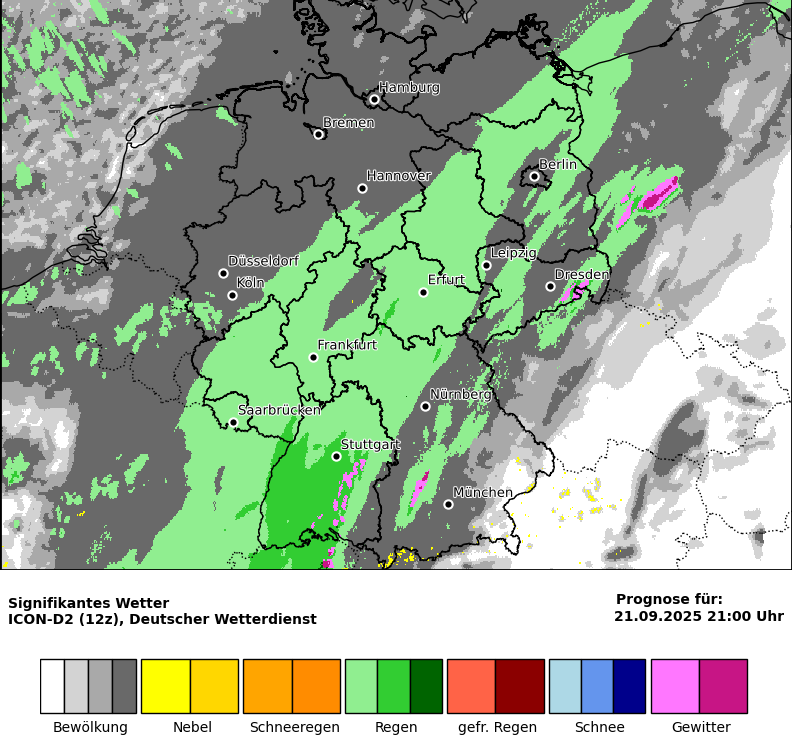 Hamburg
Bremen
Berlin
Hannover
Leipzig
Düsseldorf
Köln
Erfurt
Dresden
Frankfurt
Nürnberg
Saarbrücken
Stuttgart
München
Signifikantes Wetter
ICON-D2 (12z), Deutscher Wetterdienst
Prognose für:
21.09.2025 21:00 Uhr
Bewölkung Nebel Schneeregen Regen gefr. Regen Schnee Gewitter